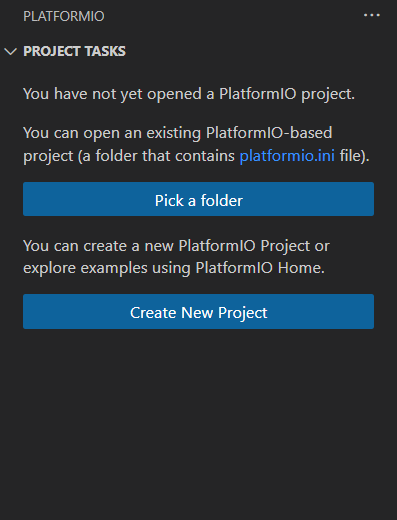 PLATFORMIO
PROJECT TASKS
You have not yet opened a PlatformIO project.
You can open an existing PlatformIO-based
project (a folder that contains platformio.ini file).
Pick a folder
You can create a new PlatformIO Project or
explore examples using PlatformIO Home.
Create New Project